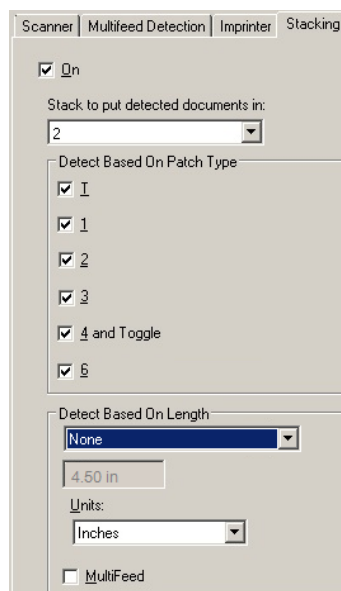 Scanner Multifeed Detection Imprinter Stacking
On
Stack to put detected documents in:
2
Detect Based On Patch Type
T
1
2
3
4 and Toggle
6
Detect Based On Length
None
4.50 in
Units:
Inches
MultiFeed